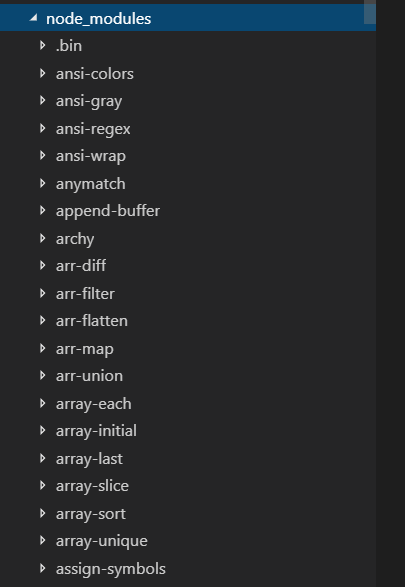 node_modules
.bin
ansi-colors
ansi-gray
ansi-regex
ansi-wrap
anymatch
append-buffer
archy
arr-diff
arr-filter
arr-flatten
arr-map
arr-union
array-each
array-initial
array-last
array-slice
array-sort
array-unique
assign-symbols